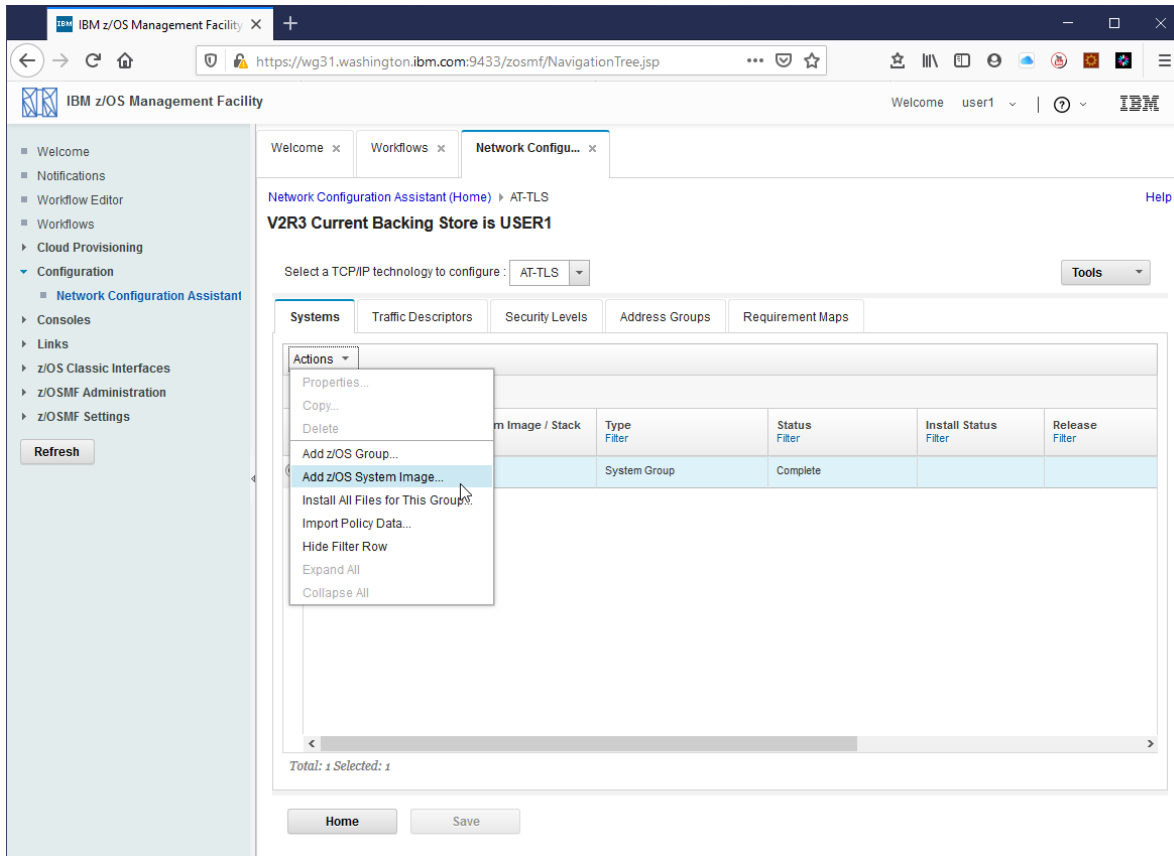 IBM IBM z/OS Management Facility
https://wg31.washington.ibm.com:9433/zosmf/NavigationTree.jsp
IBM z/OS Management Facility
Welcome user1
IBM
Welcome
Notifications
Workflow Editor
Workflows
Cloud Provisioning
Configuration
Network Configuration Assistant
Consoles
Links
z/OS Classic Interfaces
z/OSMF Administration
z/OSMF Settings
Refresh
Welcome × Workflows × Network Configu... ×
Network Configuration Assistant (Home) AT-TLS
Help
V2R3 Current Backing Store is USER1
Select a TCP/IP technology to configure : AT-TLS
Tools
Systems Traffic Descriptors Security Levels Address Groups Requirement Maps
Actions
Properties...
Copy...
Delete
Add z/OS Group...
Add z/OS System Image...
Install All Files for This Group...
Import Policy Data...
Hide Filter Row
Expand All
Collapse All
m Image / Stack Type Status Install Status Release
Filter Filter Filter Filter
System Group Complete
Total: 1 Selected: 1
Home Save